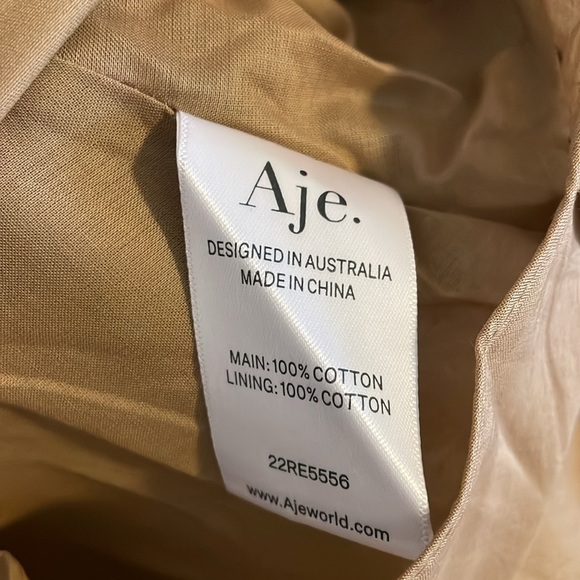 Aje.
DESIGNED IN AUSTRALIA
MADE IN CHINA
MAIN: 100% COTTON
LINING: 100% COTTON
22RE5556
www.Ajeworld.com